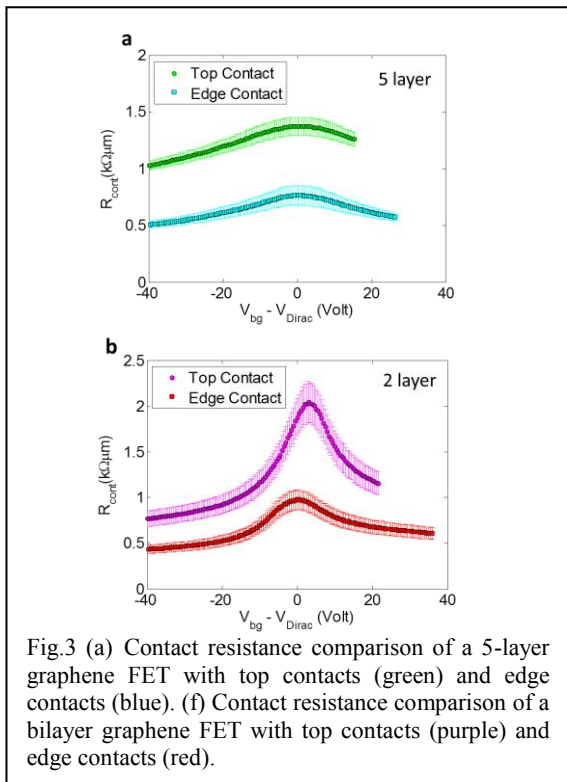 a
2
1.5
1
0.5
0
R_cont(kΩμm)
Top Contact
Edge Contact
5 layer
-40 -20 0 20 40
V_bg - V_Dirac (Volt)
b
2.5
2
1.5
1
0.5
0
R_cont(kΩμm)
Top Contact
Edge Contact
2 layer
-40 -20 0 20 40
V_bg - V_Dirac (Volt)
Fig.3 (a) Contact resistance comparison of a 5-layer
graphene FET with top contacts (green) and edge
contacts (blue). (f) Contact resistance comparison of a
bilayer graphene FET with top contacts (purple) and
edge contacts (red).